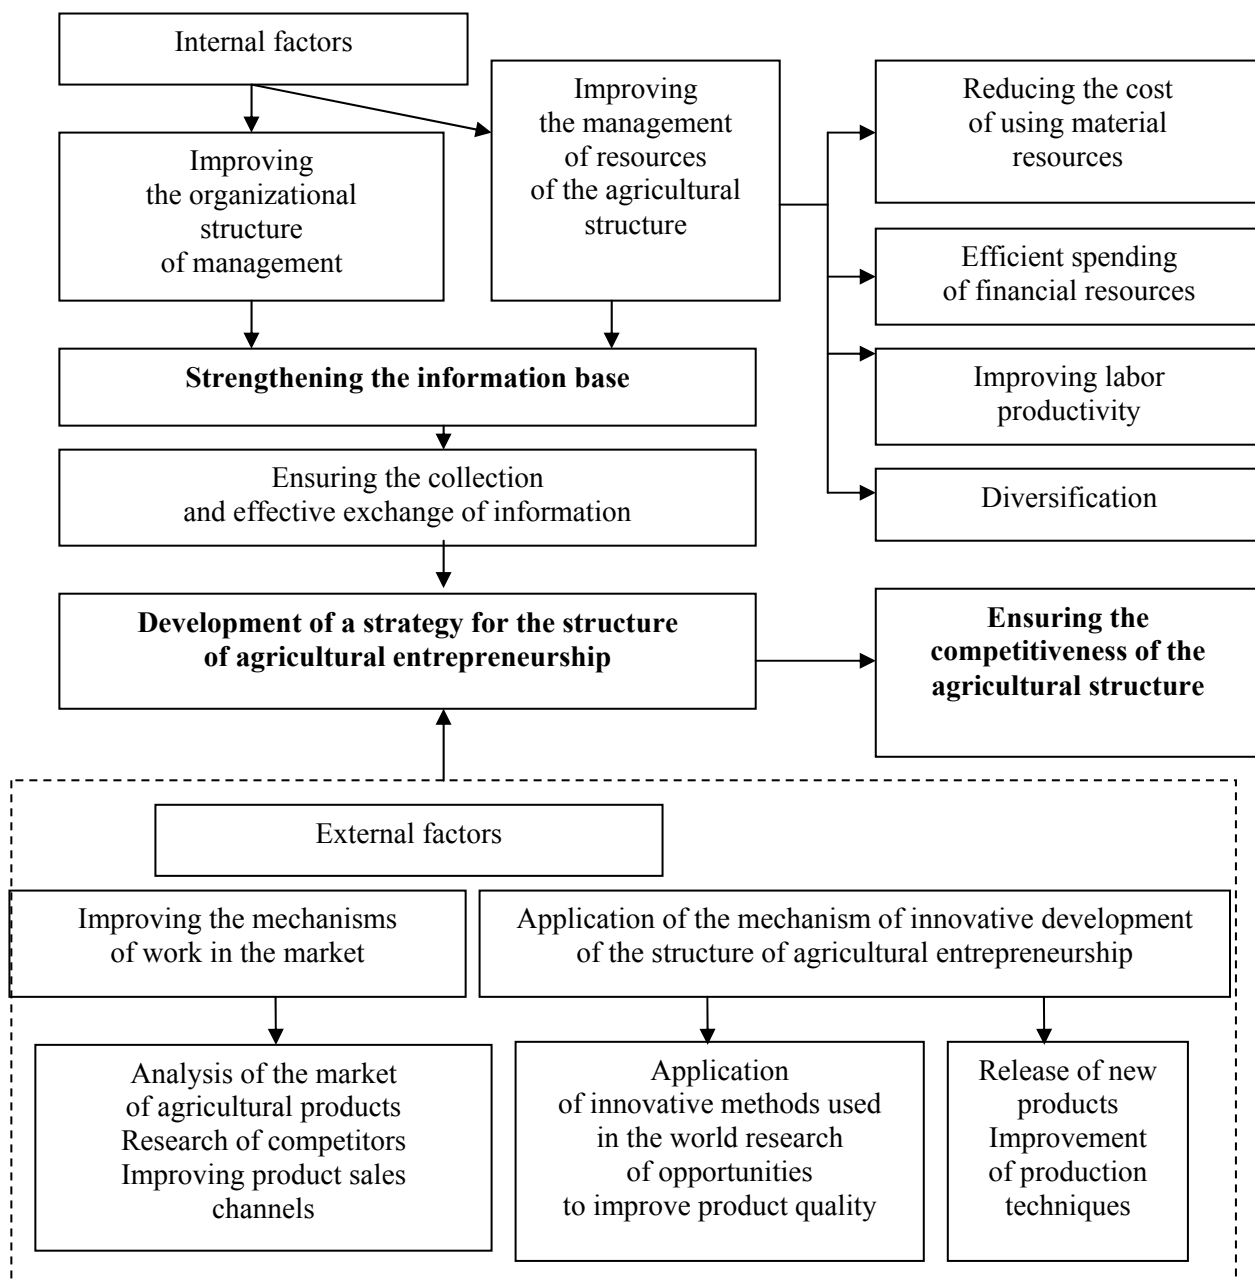 Internal factors
Improving
the organizational
structure
of management
Improving
the management
of resources
of the agricultural
structure
Reducing the cost
of using material
resources
Efficient spending
of financial resources
Improving labor
productivity
Diversification
Strengthening the information base
Ensuring the collection
and effective exchange of information
Development of a strategy for the structure
of agricultural entrepreneurship
Ensuring the
competitiveness of the
agricultural structure
External factors
Improving the mechanisms
of work in the market
Application of the mechanism of innovative development
of the structure of agricultural entrepreneurship
Analysis of the market
of agricultural products
Research of competitors
Improving product sales
channels
Application
of innovative methods used
in the world research
of opportunities
to improve product quality
Release of new
products
Improvement
of production
techniques